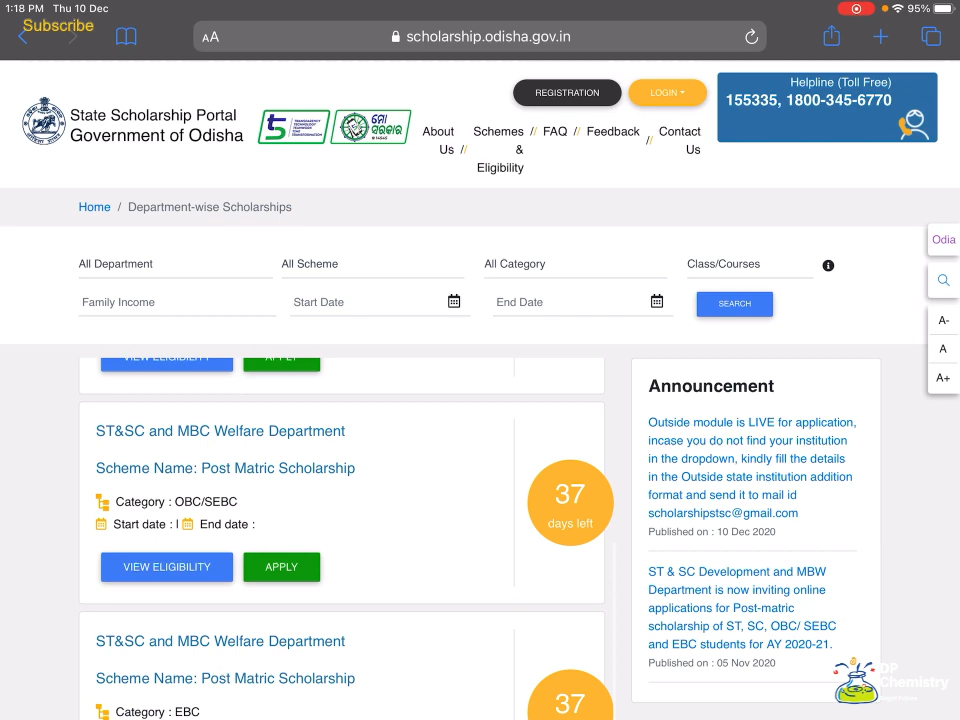 1:18 PM Thu 10 Dec
95%
Subscribe
AA
scholarship.odisha.gov.in
State Scholarship Portal
Government of Odisha
REGISTRATION
LOGIN
Helpline (Toll Free)
155335, 1800-345-6770
About Us // Schemes & Eligibility // FAQ // Feedback // Contact Us
Home / Department-wise Scholarships
All Department
All Scheme
All Category
Class/Courses
Family Income
Start Date
End Date
SEARCH
Odia
A-
A
A+
VIEW ELIGIBILITY
APPLY
ST&SC and MBC Welfare Department
Scheme Name: Post Matric Scholarship
Category : OBC/SEBC
Start date : | End date :
VIEW ELIGIBILITY
APPLY
37
days left
ST&SC and MBC Welfare Department
Scheme Name: Post Matric Scholarship
Category : EBC
37
Announcement
Outside module is LIVE for application,
incase you do not find your institution
in the dropdown, kindly fill the details
in the Outside state institution addition
format and send it to mail id
scholarshipstsc@gmail.com
Published on : 10 Dec 2020
ST & SC Development and MBW
Department is now inviting online
applications for Post-matric
scholarship of ST, SC, OBC/ SEBC
and EBC students for AY 2020-21.
Published on : 05 Nov 2020
DP
Chemistry